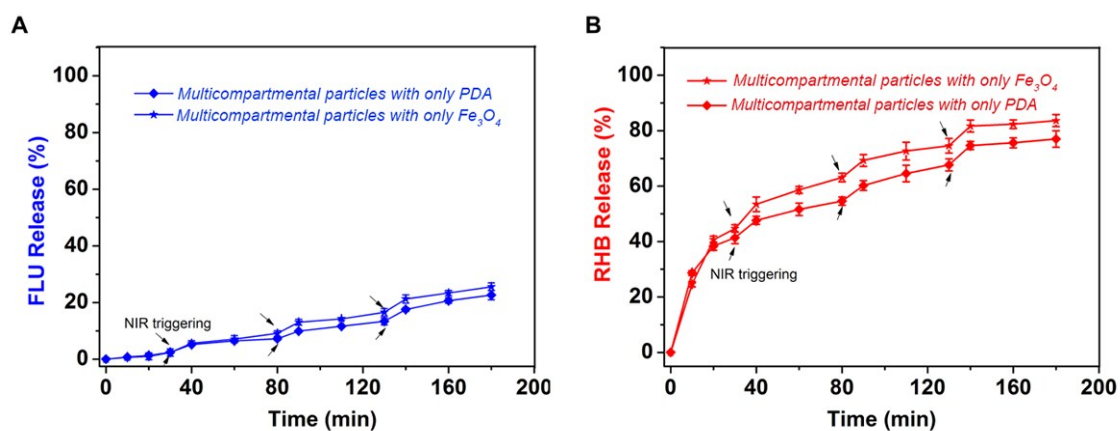 A
FLU Release (%)
100
80
60
40
20
0
Multicompartmental particles with only PDA
Multicompartmental particles with only Fe₃O₄
NIR triggering
0 40 80 120 160 200
Time (min)
B
RHB Release (%)
100
80
60
40
20
0
Multicompartmental particles with only Fe₃O₄
Multicompartmental particles with only PDA
NIR triggering
0 40 80 120 160 200
Time (min)